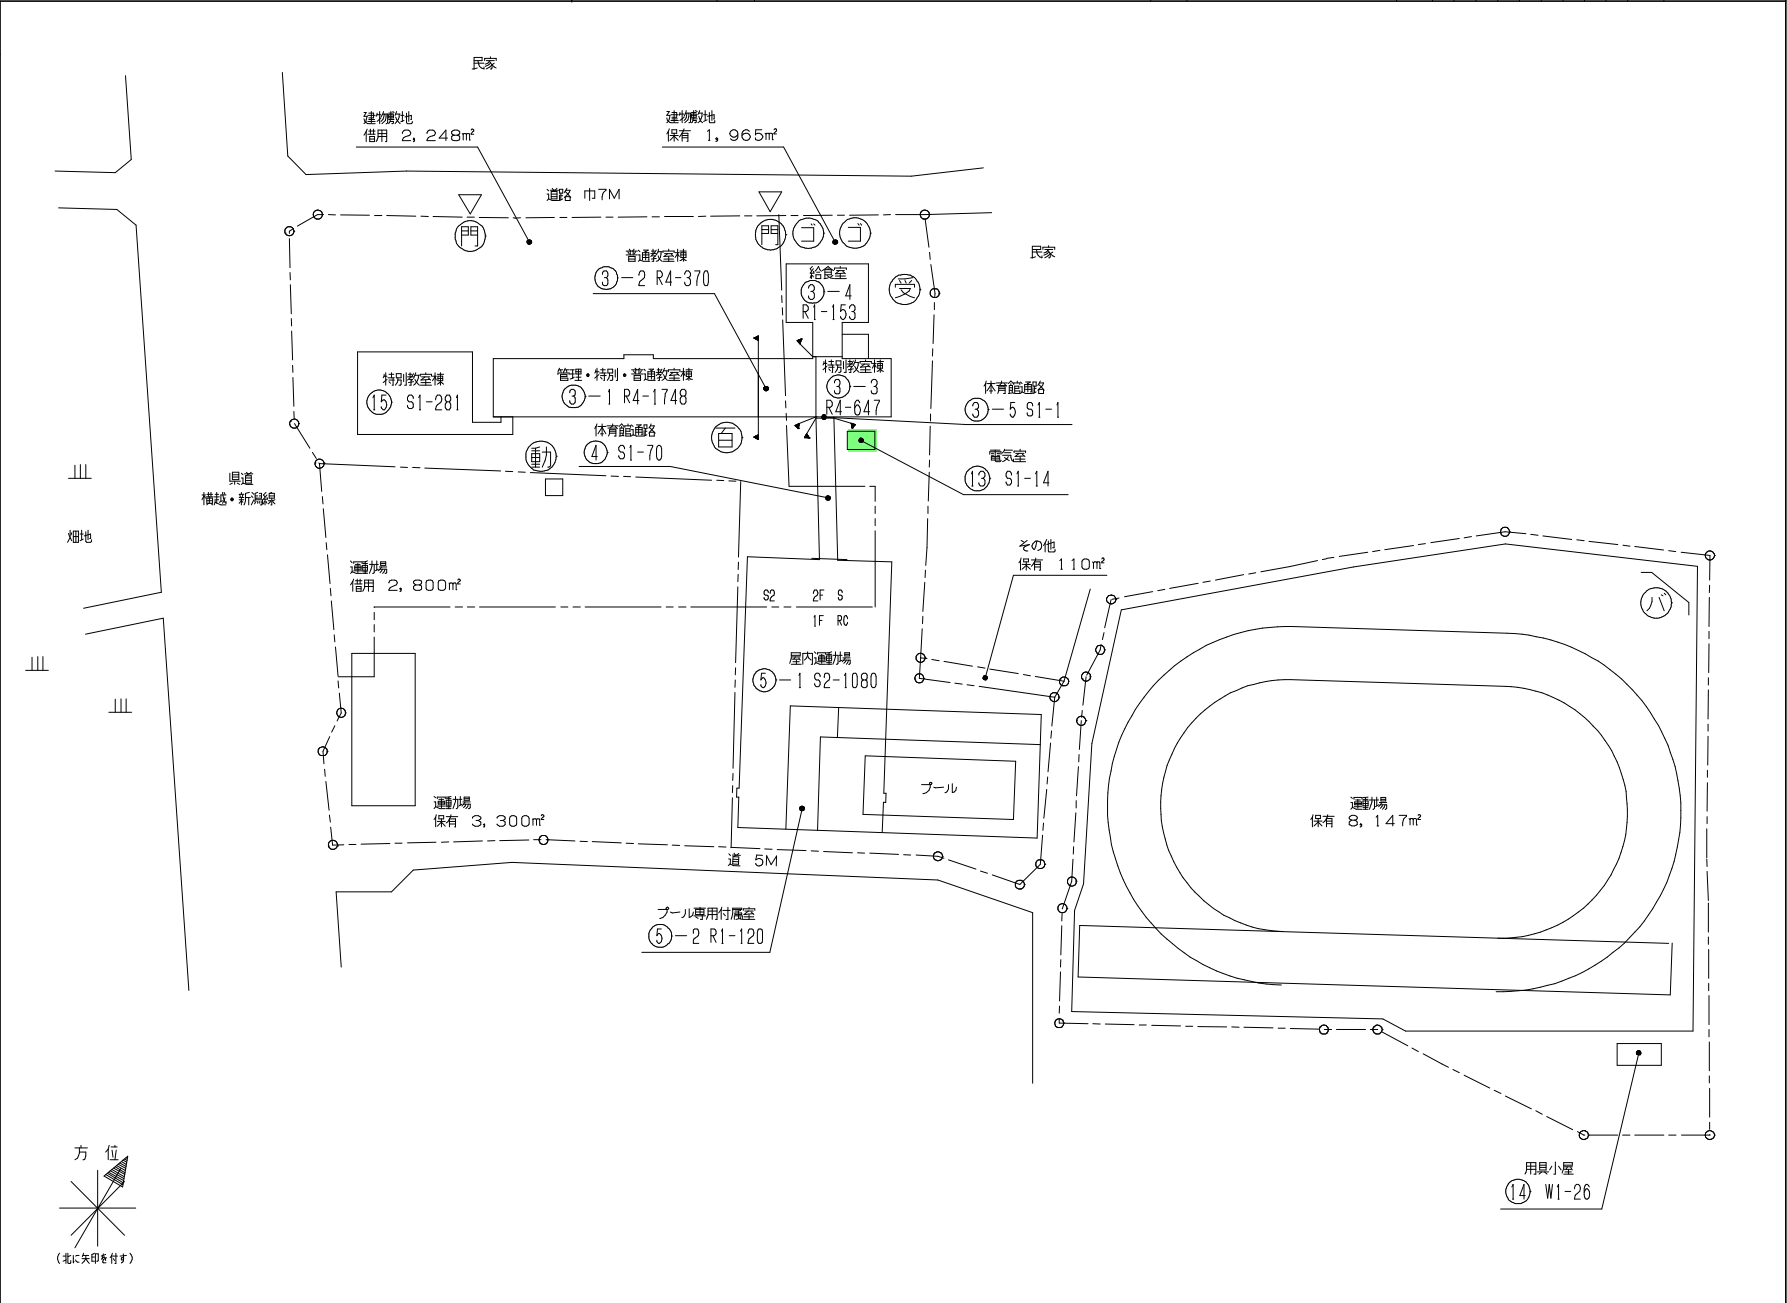 民家
建物敷地
借用 2,248㎡
建物敷地
保有 1,965㎡
道路 巾7M
門
門
ゴ
ゴ
民家
普通教室棟
③-2 R4-370
給食室
③-4
R1-153
受
特別教室棟
⑮ S1-281
管理・特別・普通教室棟
③-1 R4-1748
特別教室棟
③-3
R4-647
体育館通路
③-5 S1-1
体育館通路
④ S1-70
動
百
電気室
⑬ S1-14
県道
横越・新潟線
畑地
運動場
借用 2,800㎡
その他
保有 110㎡
S2
2F S
1F RC
バ
屋内運動場
⑤-1 S2-1080
プール
運動場
保有 3,300㎡
運動場
保有 8,147㎡
道 5M
プール専用付属室
⑤-2 R1-120
方 位
(北に矢印を付す)
用具小屋
⑭ W1-26